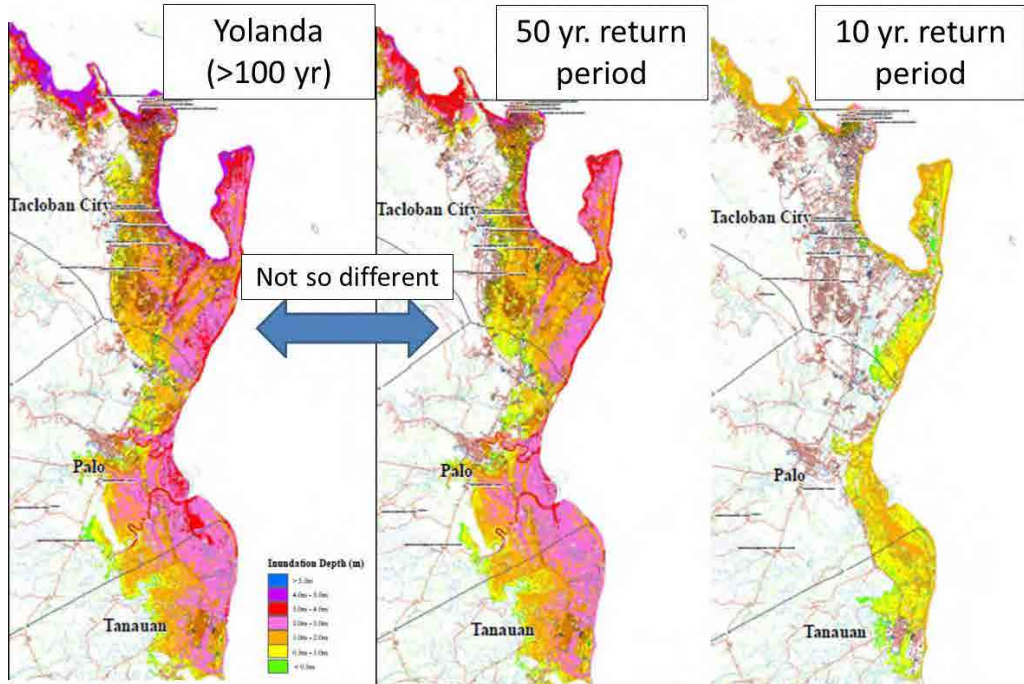 Yolanda
(>100 yr)
50 yr. return
period
10 yr. return
period
Tacloban City
Tacloban City
Tacloban City
Not so different
Palo
Palo
Palo
Inundation Depth (m)
> 5.0m
4.0m - 5.0m
3.0m - 4.0m
2.0m - 3.0m
1.0m - 2.0m
0.5m - 1.0m
< 0.5m
Tanauan
Tanauan
Tanauan